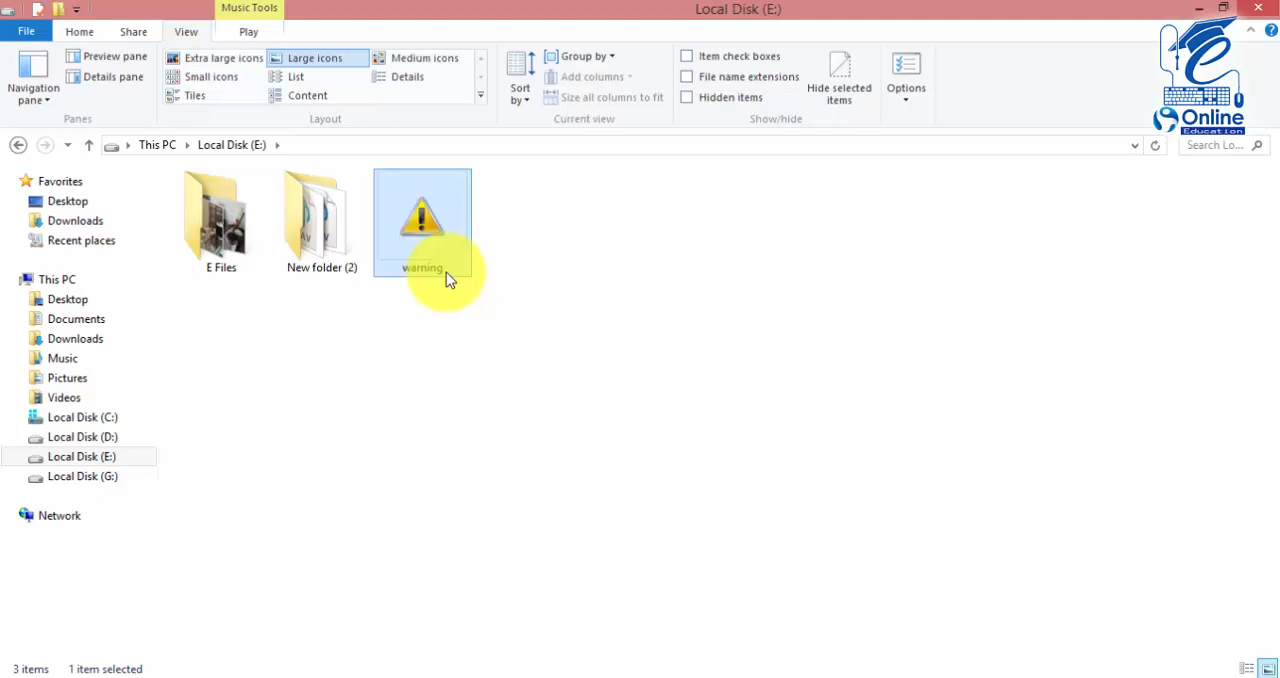 Music Tools
Local Disk (E:)
File Home Share View Play
Navigation pane
Preview pane
Details pane
Panes
Extra large icons Large icons Medium icons
Small icons List Details
Tiles Content
Layout
Sort by
Group by
Add columns
Size all columns to fit
Current view
Item check boxes
File name extensions
Hidden items
Hide selected items
Show/hide
Options
Online
Education
This PC Local Disk (E:)
Search Lo...
Favorites
Desktop
Downloads
Recent places
This PC
Desktop
Documents
Downloads
Music
Pictures
Videos
Local Disk (C:)
Local Disk (D:)
Local Disk (E:)
Local Disk (G:)
Network
E Files
New folder (2)
warning
3 items 1 item selected